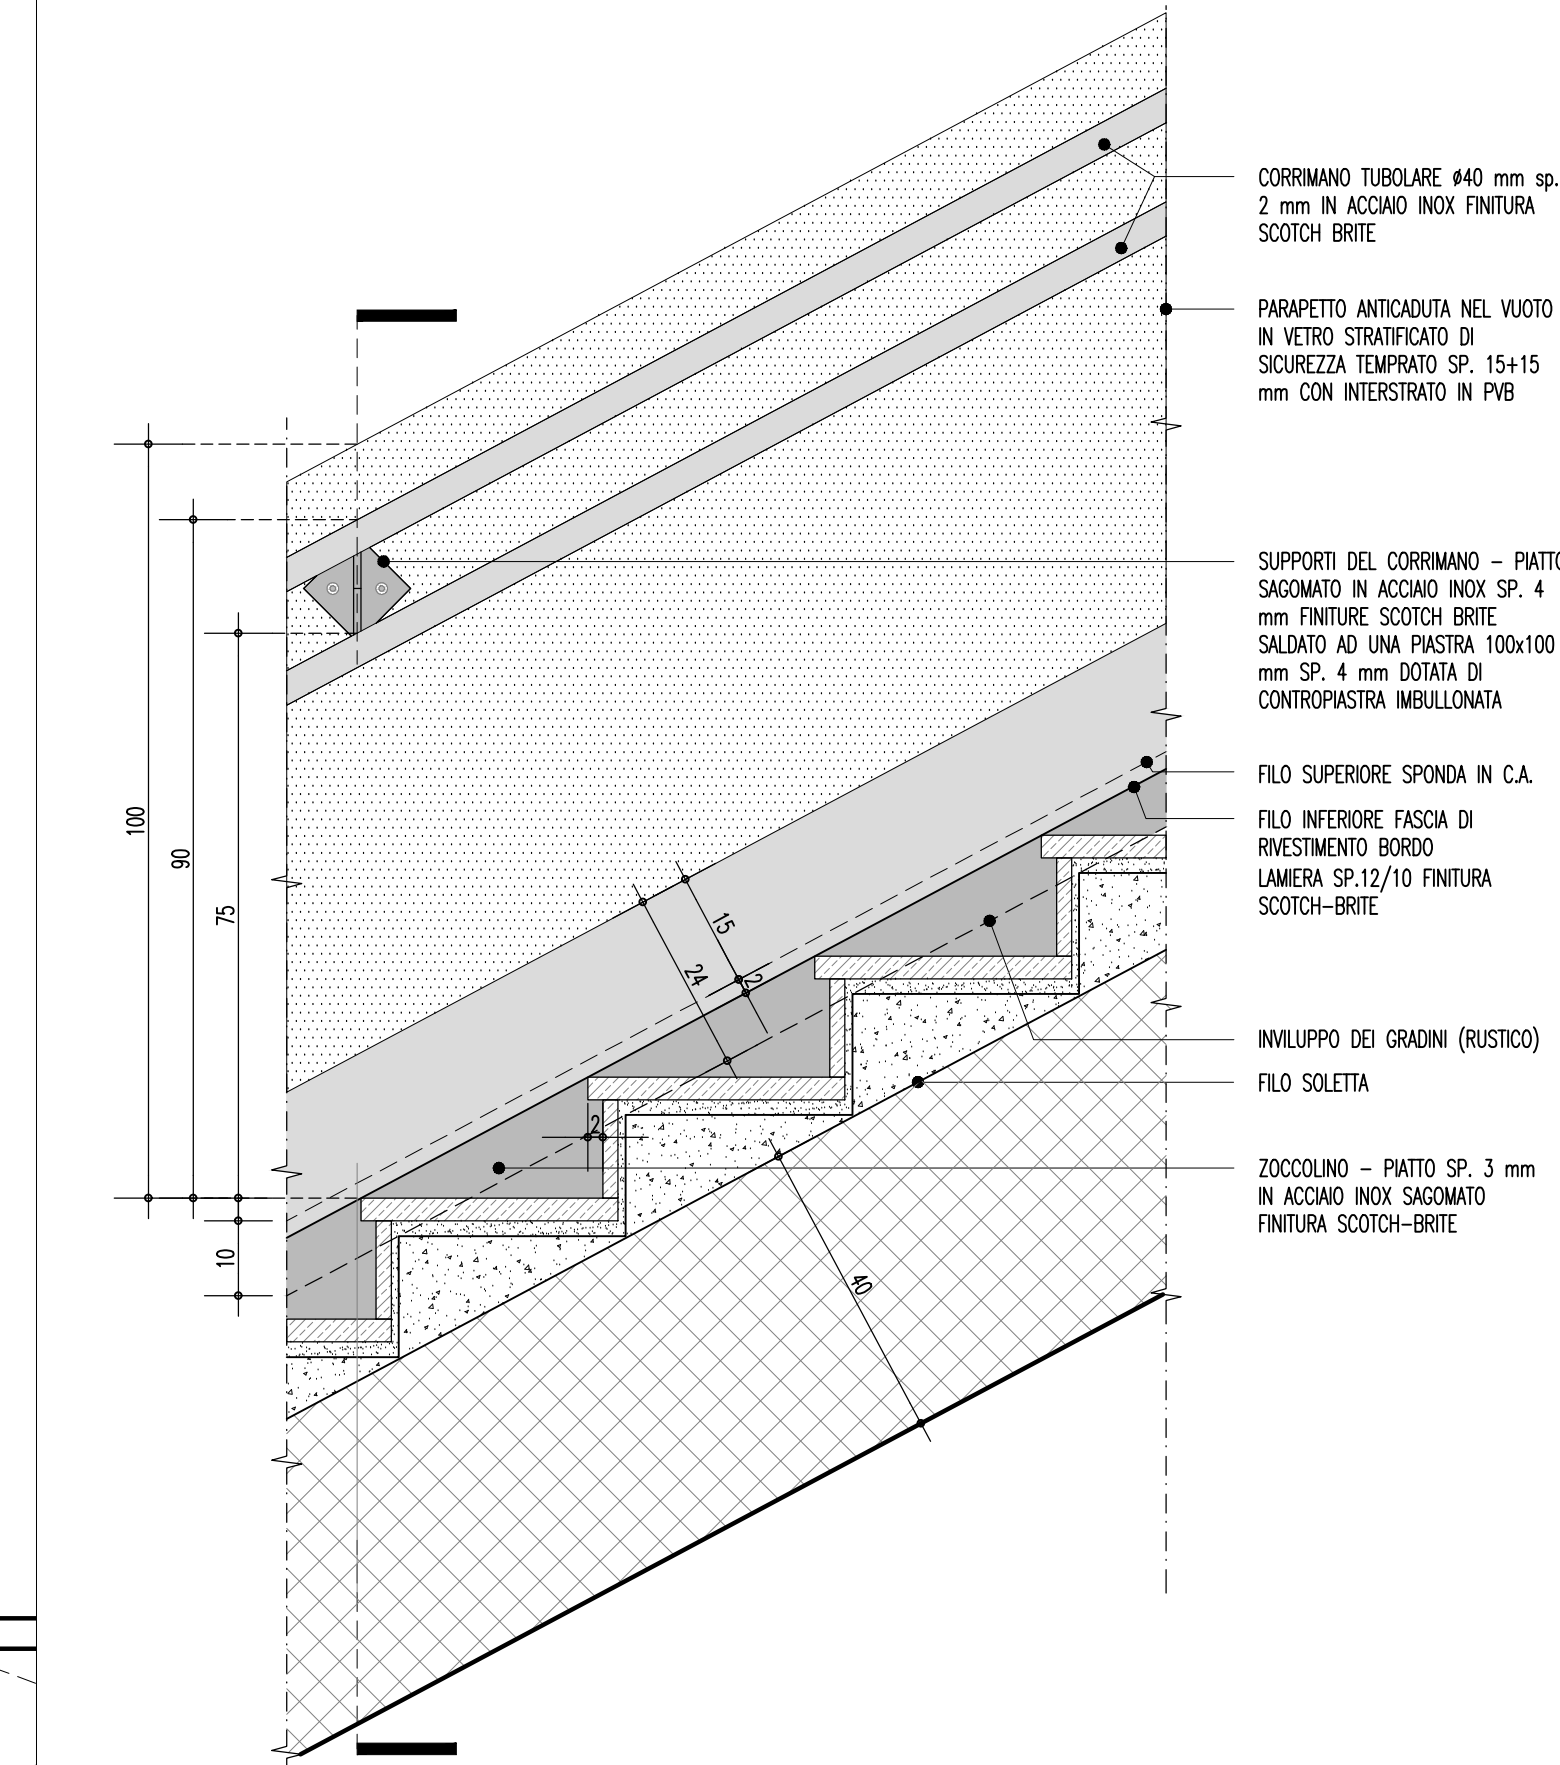 CORRIMANO TUBOLARE ø40 mm sp.
2 mm IN ACCIAIO INOX FINITURA
SCOTCH BRITE
PARAPETTO ANTICADUTA NEL VUOTO
IN VETRO STRATIFICATO DI
SICUREZZA TEMPRATO SP. 15+15
mm CON INTERSTRATO IN PVB
SUPPORTI DEL CORRIMANO – PIATTO
SAGOMATO IN ACCIAIO INOX SP. 4
mm FINITURE SCOTCH BRITE
SALDATO AD UNA PIASTRA 100x100
mm SP. 4 mm DOTATA DI
CONTROPIASTRA IMBULLONATA
FILO SUPERIORE SPONDA IN C.A.
FILO INFERIORE FASCIA DI
RIVESTIMENTO BORDO
LAMIERA SP.12/10 FINITURA
SCOTCH-BRITE
INVILUPPO DEI GRADINI (RUSTICO)
FILO SOLETTA
ZOCCOLINO – PIATTO SP. 3 mm
IN ACCIAIO INOX SAGOMATO
FINITURA SCOTCH-BRITE
100
90
75
10
15
24
2
2
40